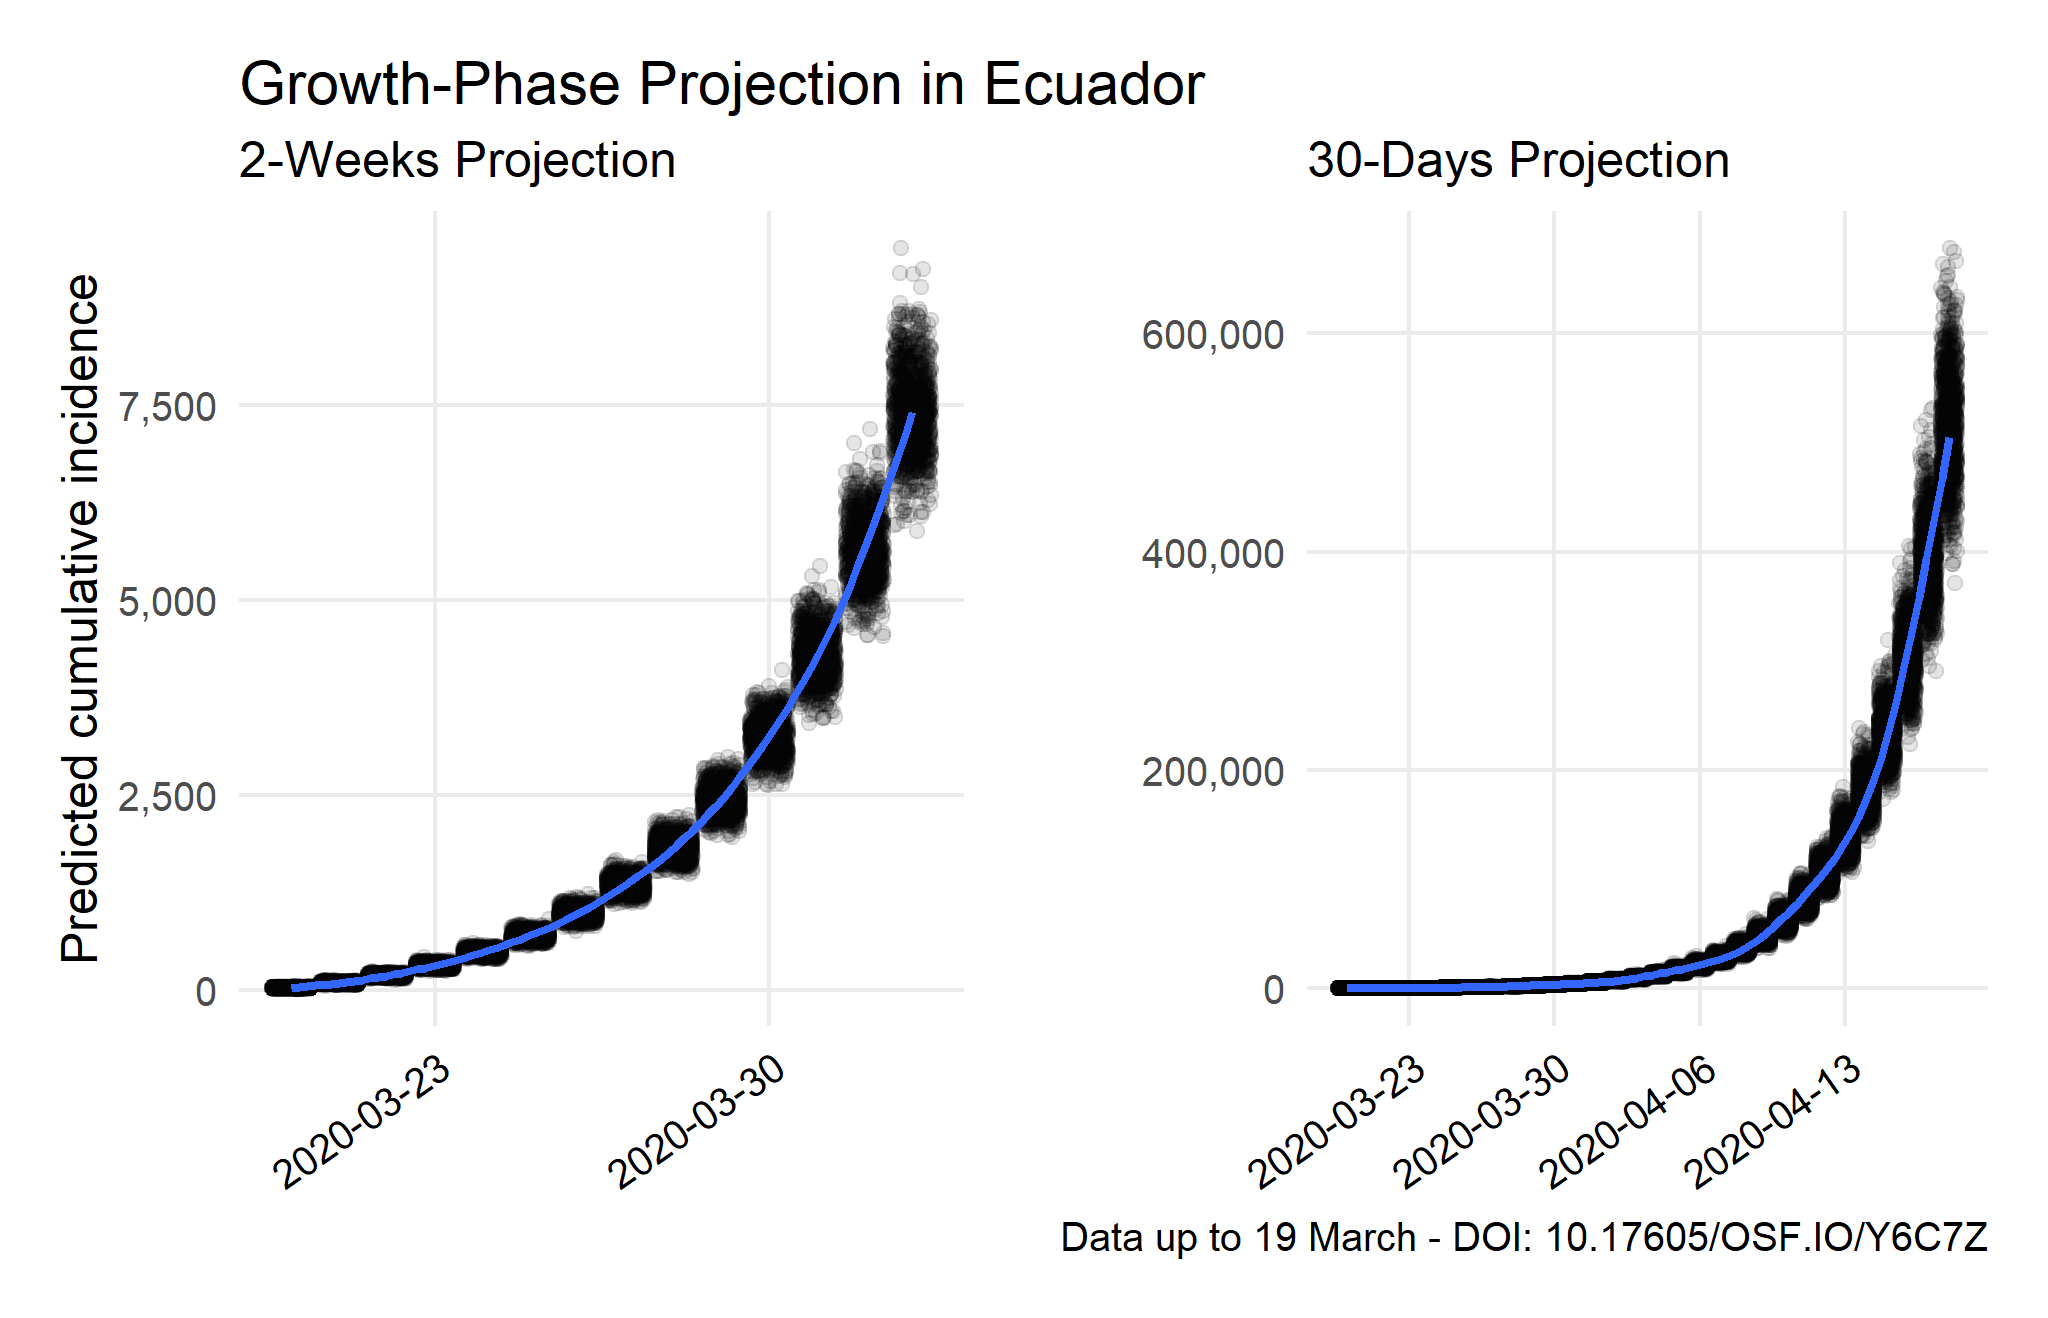 Growth-Phase Projection in Ecuador
2-Weeks Projection
30-Days Projection
Predicted cumulative incidence
7,500
5,000
2,500
0
2020-03-23
2020-03-30
600,000
400,000
200,000
0
2020-03-23
2020-03-30
2020-04-06
2020-04-13
Data up to 19 March - DOI: 10.17605/OSF.IO/Y6C7Z